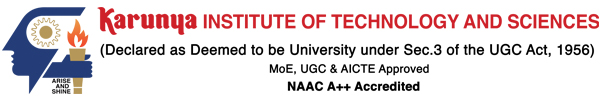 Karunya INSTITUTE OF TECHNOLOGY AND SCIENCES
(Declared as Deemed to be University under Sec.3 of the UGC Act, 1956)
MoE, UGC & AICTE Approved
NAAC A++ Accredited
ARISE
AND
SHINE